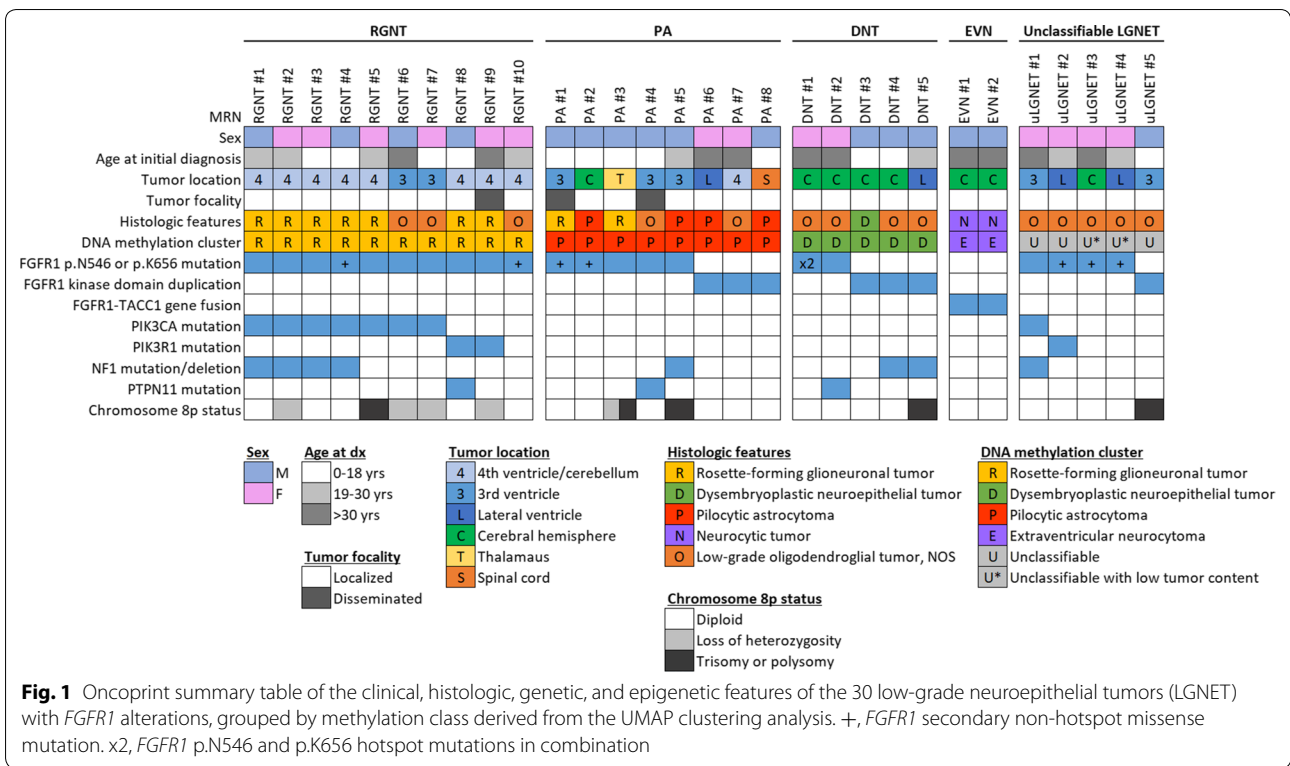 RGNT PA DNT EVN Unclassifiable LGNET
MRN RGNT #1 RGNT #2 RGNT #3 RGNT #4 RGNT #5 RGNT #6 RGNT #7 RGNT #8 RGNT #9 RGNT #10 PA #1 PA #2 PA #3 PA #4 PA #5 PA #6 PA #7 PA #8 DNT #1 DNT #2 DNT #3 DNT #4 DNT #5 EVN #1 EVN #2 uLGNET #1 uLGNET #2 uLGNET #3 uLGNET #4 uLGNET #5
Sex
Age at initial diagnosis
Tumor location 4 4 4 4 4 3 3 4 4 4 3 C T 3 3 L 4 S C C C C L C C 3 L C L 3
Tumor focality
Histologic features R R R R R O O R R O R P R O P P O P O O D O O N N O O O O O
DNA methylation cluster R R R R R R R R R R P P P P P P P P D D D D D E E U U U* U* U
FGFR1 p.N546 or p.K656 mutation + + + + x2 + + +
FGFR1 kinase domain duplication
FGFR1-TACC1 gene fusion
PIK3CA mutation
PIK3R1 mutation
NF1 mutation/deletion
PTPN11 mutation
Chromosome 8p status
Sex
M
F
Age at dx
0-18 yrs
19-30 yrs
>30 yrs
Tumor focality
Localized
Disseminated
Tumor location
4 4th ventricle/cerebellum
3 3rd ventricle
L Lateral ventricle
C Cerebral hemisphere
T Thalamaus
S Spinal cord
Histologic features
R Rosette-forming glioneuronal tumor
D Dysembryoplastic neuroepithelial tumor
P Pilocytic astrocytoma
N Neurocytic tumor
O Low-grade oligodendroglial tumor, NOS
Chromosome 8p status
Diploid
Loss of heterozygosity
Trisomy or polysomy
DNA methylation cluster
R Rosette-forming glioneuronal tumor
D Dysembryoplastic neuroepithelial tumor
P Pilocytic astrocytoma
E Extraventricular neurocytoma
U Unclassifiable
U* Unclassifiable with low tumor content
Fig. 1 Oncoprint summary table of the clinical, histologic, genetic, and epigenetic features of the 30 low-grade neuroepithelial tumors (LGNET)
with FGFR1 alterations, grouped by methylation class derived from the UMAP clustering analysis. +, FGFR1 secondary non-hotspot missense
mutation. x2, FGFR1 p.N546 and p.K656 hotspot mutations in combination